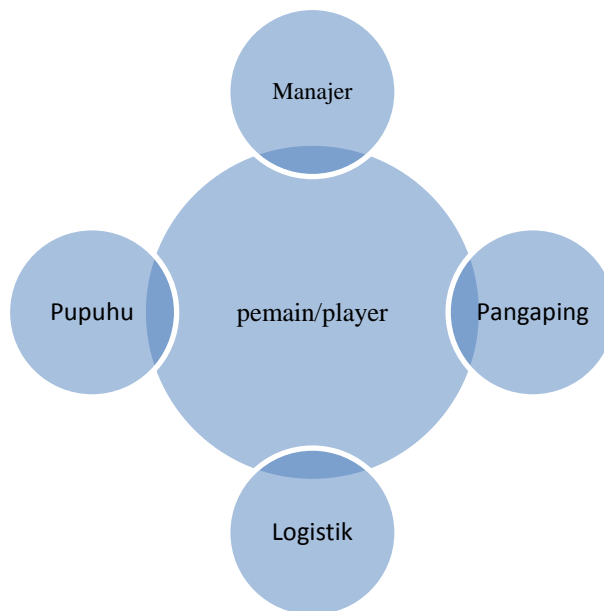 Manajer
Pupuhu
pemain/player
Pangaping
Logistik